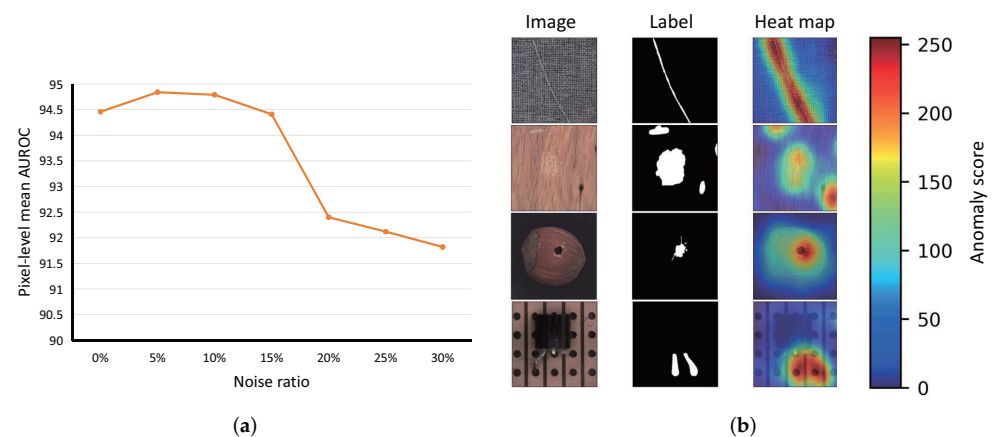 Image Label Heat map
95
94.5
94
93.5
93
92.5
92
91.5
91
90.5
90
Pixel-level mean AUROC
0% 5% 10% 15% 20% 25% 30%
Noise ratio
250
200
150
100
50
0
Anomaly score
(a) (b)